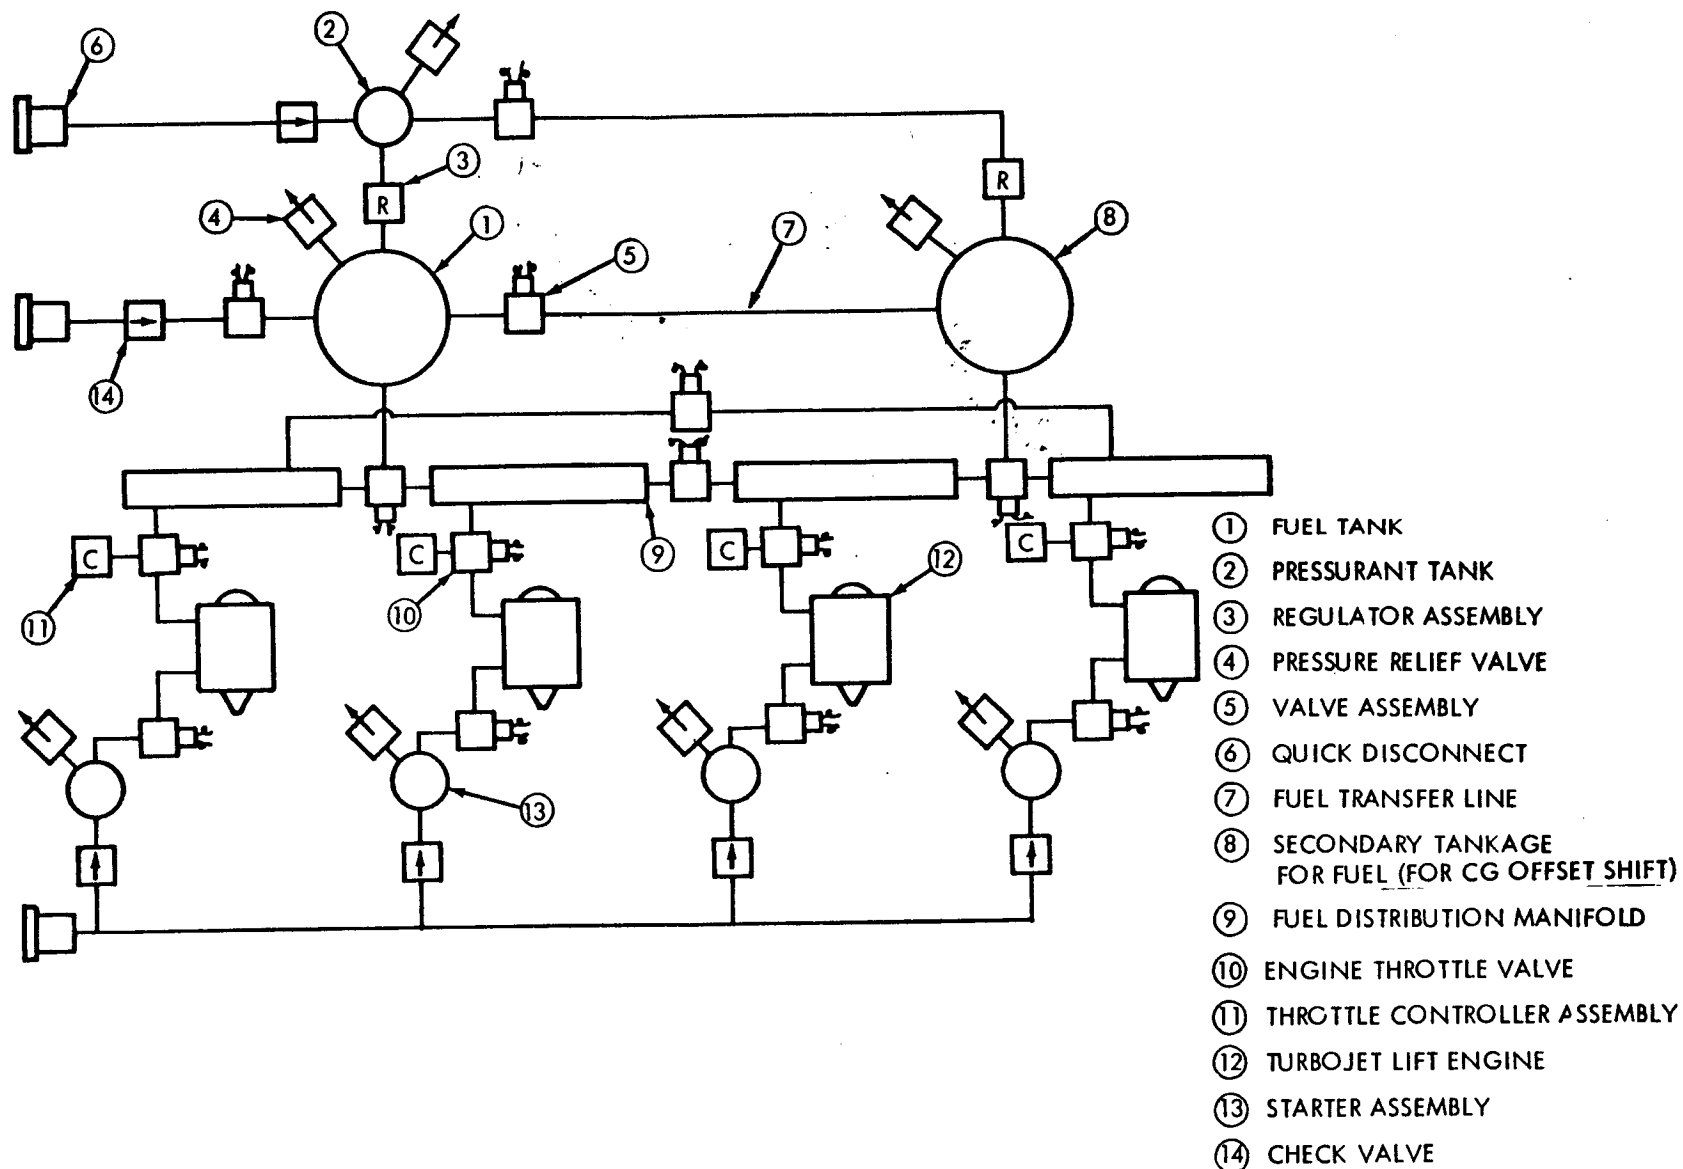 6
2
3
R
R
4
1
7
8
5
14
C
C
C
C
9
12
11
10
13
1 FUEL TANK
2 PRESSURANT TANK
3 REGULATOR ASSEMBLY
4 PRESSURE RELIEF VALVE
5 VALVE ASSEMBLY
6 QUICK DISCONNECT
7 FUEL TRANSFER LINE
8 SECONDARY TANKAGE
FOR FUEL (FOR CG OFFSET SHIFT)
9 FUEL DISTRIBUTION MANIFOLD
10 ENGINE THROTTLE VALVE
11 THROTTLE CONTROLLER ASSEMBLY
12 TURBOJET LIFT ENGINE
13 STARTER ASSEMBLY
14 CHECK VALVE